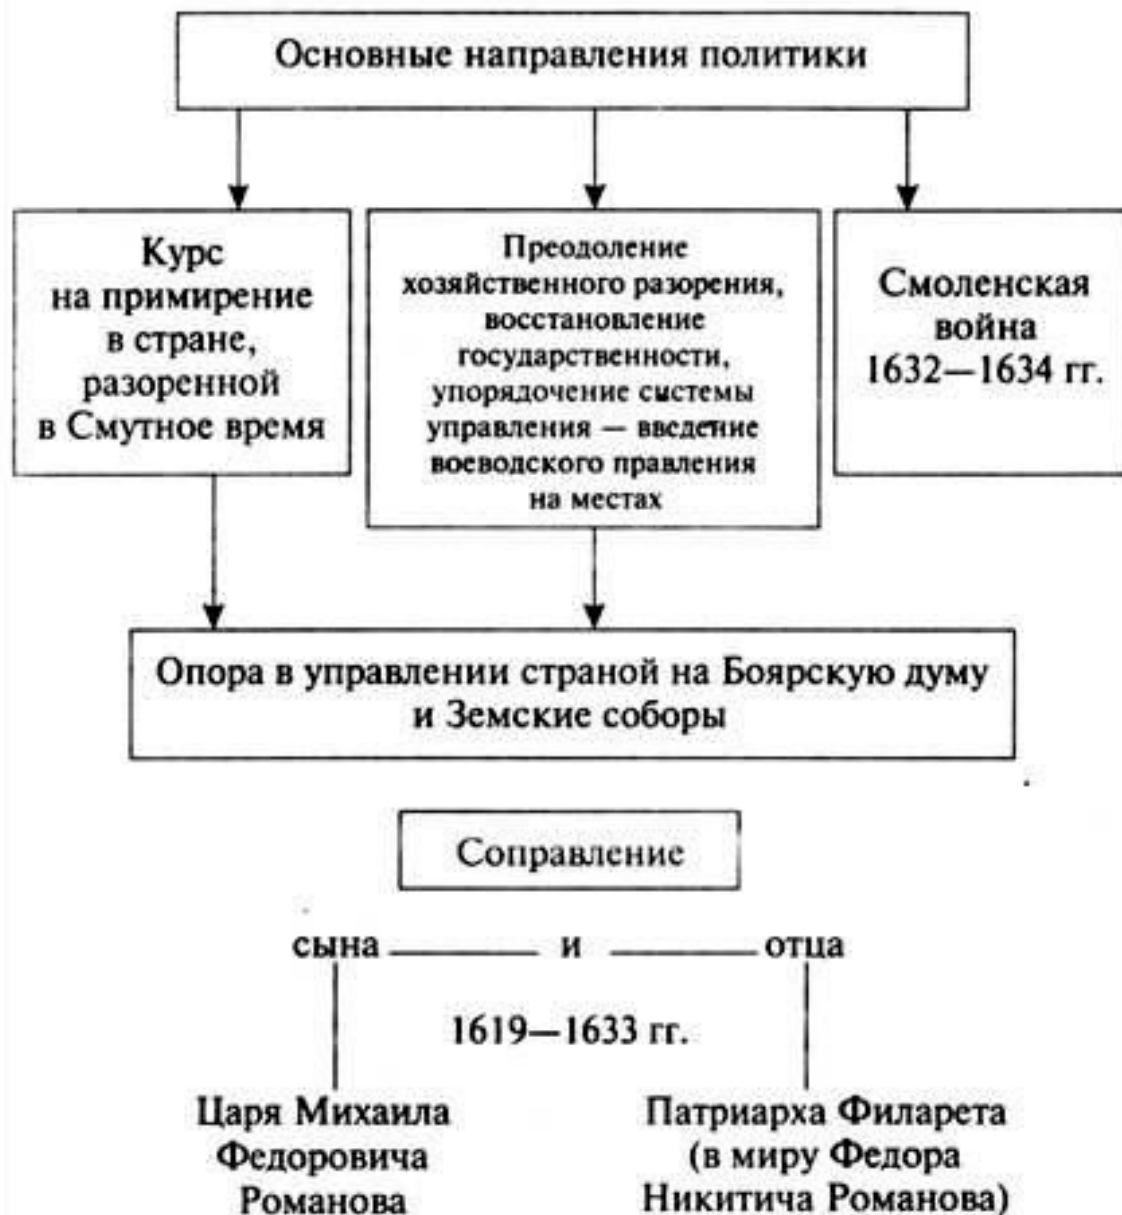 Основные направления политики
Курс
на примирение
в стране,
разоренной
в Смутное время
Преодоление
хозяйственного разорения,
восстановление
государственности,
упорядочение системы
управления — введение
воеводского правления
на местах
Смоленская
война
1632—1634 гг.
Опора в управлении страной на Боярскую думу
и Земские соборы
Соправление
сына и отца
1619—1633 гг.
Царя Михаила
Федоровича
Романова
Патриарха Филарета
(в миру Федора
Никитича Романова)